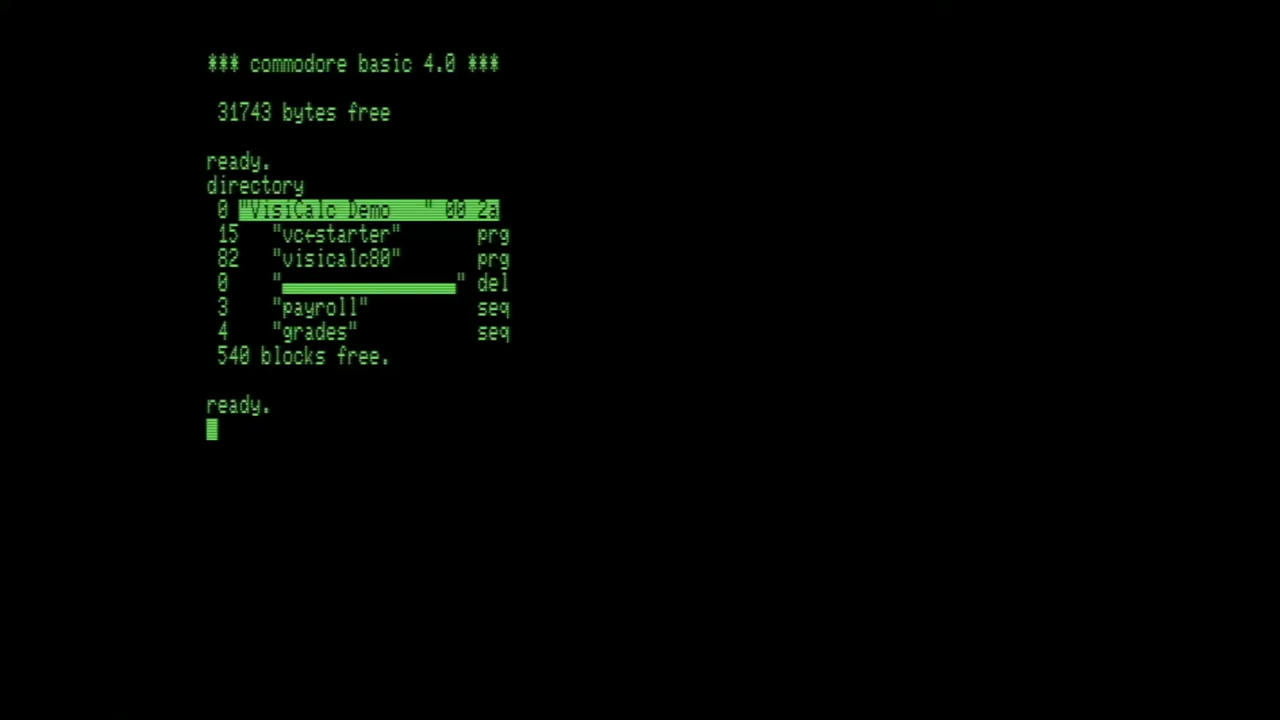 *** commodore basic 4.0 ***
31743 bytes free
ready.
directory
0 "VisiCalc Demo   " 00 2a
15   "vc←starter"       prg
82   "visicalc80"       prg
0    "▂▂▂▂▂▂▂▂▂▂▂▂▂▂▂▂" del
3    "payroll"          seq
4    "grades"           seq
540 blocks free.
ready.